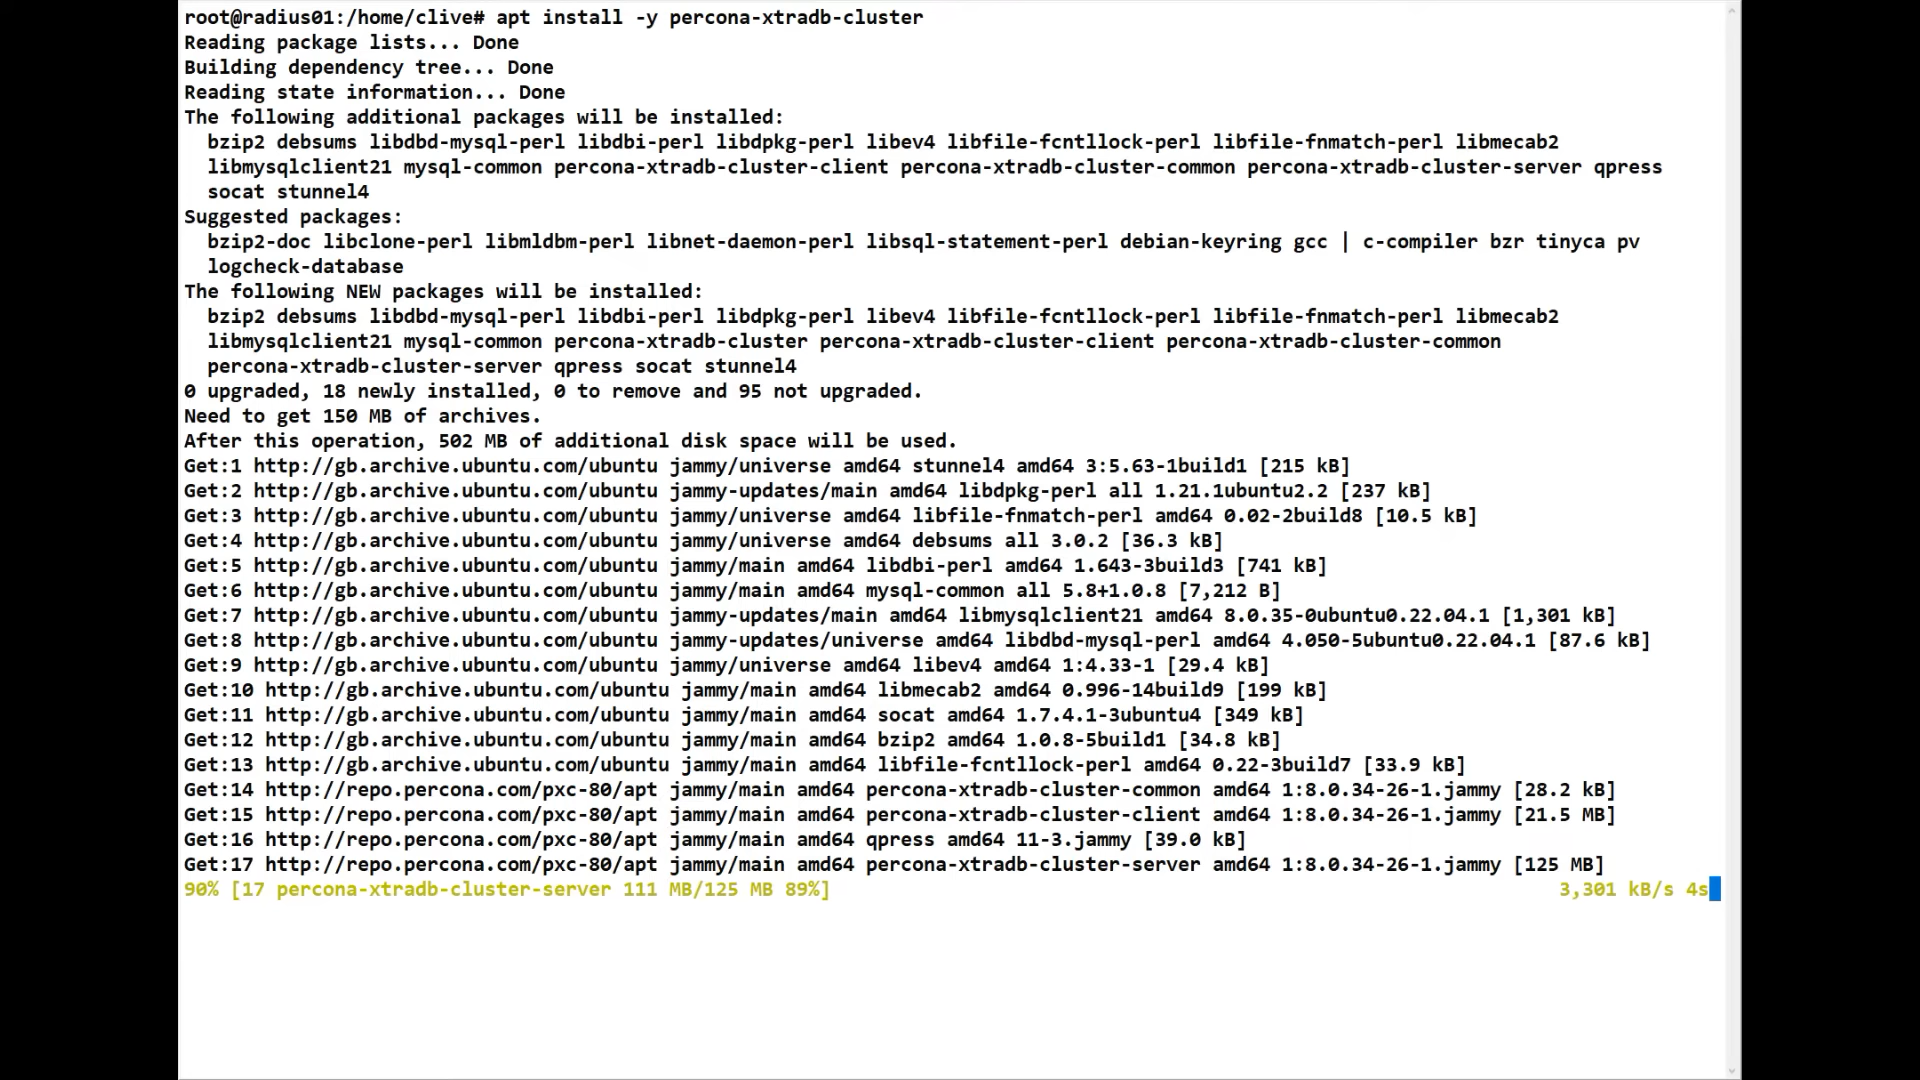 root@radius01:/home/clive# apt install -y percona-xtradb-cluster
Reading package lists... Done
Building dependency tree... Done
Reading state information... Done
The following additional packages will be installed:
  bzip2 debsums libdbd-mysql-perl libdbi-perl libdpkg-perl libev4 libfile-fcntllock-perl libfile-fnmatch-perl libmecab2
  libmysqlclient21 mysql-common percona-xtradb-cluster-client percona-xtradb-cluster-common percona-xtradb-cluster-server qpress
  socat stunnel4
Suggested packages:
  bzip2-doc libclone-perl libmldbm-perl libnet-daemon-perl libsql-statement-perl debian-keyring gcc | c-compiler bzr tinyca pv
  logcheck-database
The following NEW packages will be installed:
  bzip2 debsums libdbd-mysql-perl libdbi-perl libdpkg-perl libev4 libfile-fcntllock-perl libfile-fnmatch-perl libmecab2
  libmysqlclient21 mysql-common percona-xtradb-cluster percona-xtradb-cluster-client percona-xtradb-cluster-common
  percona-xtradb-cluster-server qpress socat stunnel4
0 upgraded, 18 newly installed, 0 to remove and 95 not upgraded.
Need to get 150 MB of archives.
After this operation, 502 MB of additional disk space will be used.
Get:1 http://gb.archive.ubuntu.com/ubuntu jammy/universe amd64 stunnel4 amd64 3:5.63-1build1 [215 kB]
Get:2 http://gb.archive.ubuntu.com/ubuntu jammy-updates/main amd64 libdpkg-perl all 1.21.1ubuntu2.2 [237 kB]
Get:3 http://gb.archive.ubuntu.com/ubuntu jammy/universe amd64 libfile-fnmatch-perl amd64 0.02-2build8 [10.5 kB]
Get:4 http://gb.archive.ubuntu.com/ubuntu jammy/universe amd64 debsums all 3.0.2 [36.3 kB]
Get:5 http://gb.archive.ubuntu.com/ubuntu jammy/main amd64 libdbi-perl amd64 1.643-3build3 [741 kB]
Get:6 http://gb.archive.ubuntu.com/ubuntu jammy/main amd64 mysql-common all 5.8+1.0.8 [7,212 B]
Get:7 http://gb.archive.ubuntu.com/ubuntu jammy-updates/main amd64 libmysqlclient21 amd64 8.0.35-0ubuntu0.22.04.1 [1,301 kB]
Get:8 http://gb.archive.ubuntu.com/ubuntu jammy-updates/universe amd64 libdbd-mysql-perl amd64 4.050-5ubuntu0.22.04.1 [87.6 kB]
Get:9 http://gb.archive.ubuntu.com/ubuntu jammy/universe amd64 libev4 amd64 1:4.33-1 [29.4 kB]
Get:10 http://gb.archive.ubuntu.com/ubuntu jammy/main amd64 libmecab2 amd64 0.996-14build9 [199 kB]
Get:11 http://gb.archive.ubuntu.com/ubuntu jammy/main amd64 socat amd64 1.7.4.1-3ubuntu4 [349 kB]
Get:12 http://gb.archive.ubuntu.com/ubuntu jammy/main amd64 bzip2 amd64 1.0.8-5build1 [34.8 kB]
Get:13 http://gb.archive.ubuntu.com/ubuntu jammy/main amd64 libfile-fcntllock-perl amd64 0.22-3build7 [33.9 kB]
Get:14 http://repo.percona.com/pxc-80/apt jammy/main amd64 percona-xtradb-cluster-common amd64 1:8.0.34-26-1.jammy [28.2 kB]
Get:15 http://repo.percona.com/pxc-80/apt jammy/main amd64 percona-xtradb-cluster-client amd64 1:8.0.34-26-1.jammy [21.5 MB]
Get:16 http://repo.percona.com/pxc-80/apt jammy/main amd64 qpress amd64 11-3.jammy [39.0 kB]
Get:17 http://repo.percona.com/pxc-80/apt jammy/main amd64 percona-xtradb-cluster-server amd64 1:8.0.34-26-1.jammy [125 MB]
90% [17 percona-xtradb-cluster-server 111 MB/125 MB 89%] 3,301 kB/s 4s